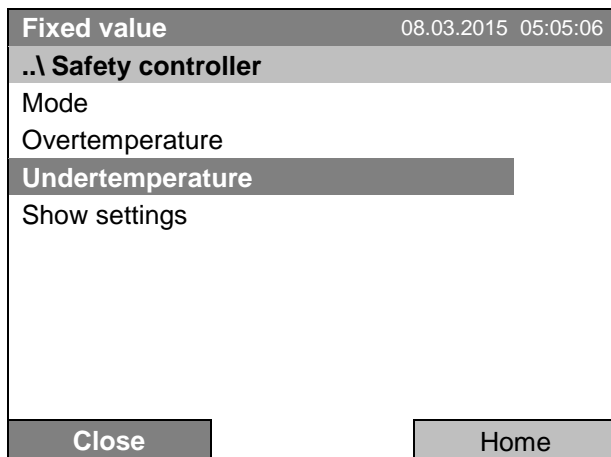 Fixed value 08.03.2015 05:05:06
..\ Safety controller
Mode
Overtemperature
Undertemperature
Show settings
Close Home